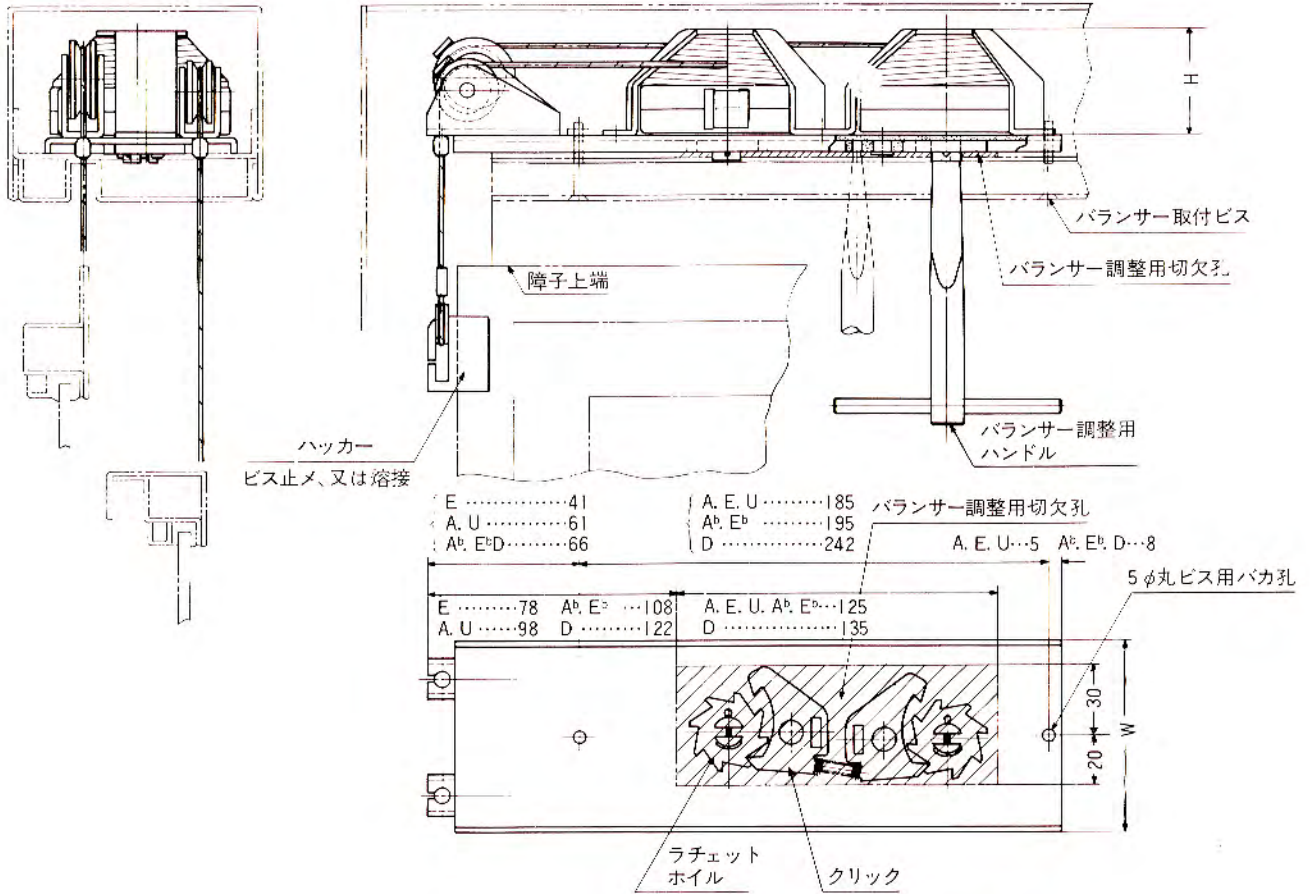 H
バランサー取付ビス
バランサー調整用切欠孔
障子上端
バランサー調整用
ハンドル
ハッカー
ビス止メ、又は溶接
E ………… 41
A. U ………… 61
Aᵇ. EᵇD ……… 66
A. E. U ……185
Aᵇ. Eᵇ ……195
D …………242
バランサー調整用切欠孔
A. E. U…5 Aᵇ. Eᵇ. D…8
5φ丸ビス用バカ孔
E ………78 Aᵇ. Eᵇ …108
A. U ……98 D ………122
A. E. U. Aᵇ. Eᵇ…125
D ………………135
30
20
W
ラチェット
ホイル
クリック